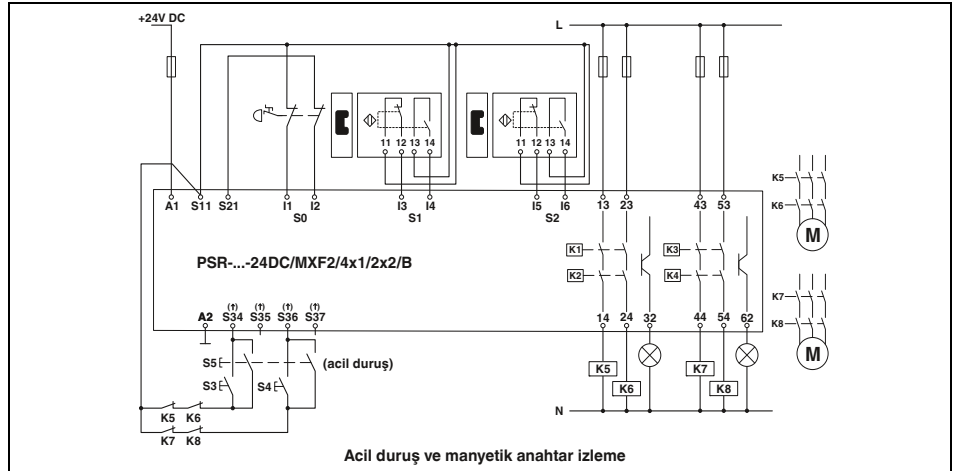 +24V DC
L
11 12 13 14
11 12 13 14
K5
K6
M
A1 S11 S21 I1 I2 I3 I4 I5 I6 13 23 43 53
S0 S1 S2
K1 K3
K2 K4
PSR-...-24DC/MXF2/4x1/2x2/B
K7
K8
M
(†) (†) (†) (†)
A2 S34 S35 S36 S37 14 24 32 44 54 62
S5 (acil duruş)
S3 S4
K5 K7
K6 K8
K5 K6
N
K7 K8
Acil duruş ve manyetik anahtar izleme